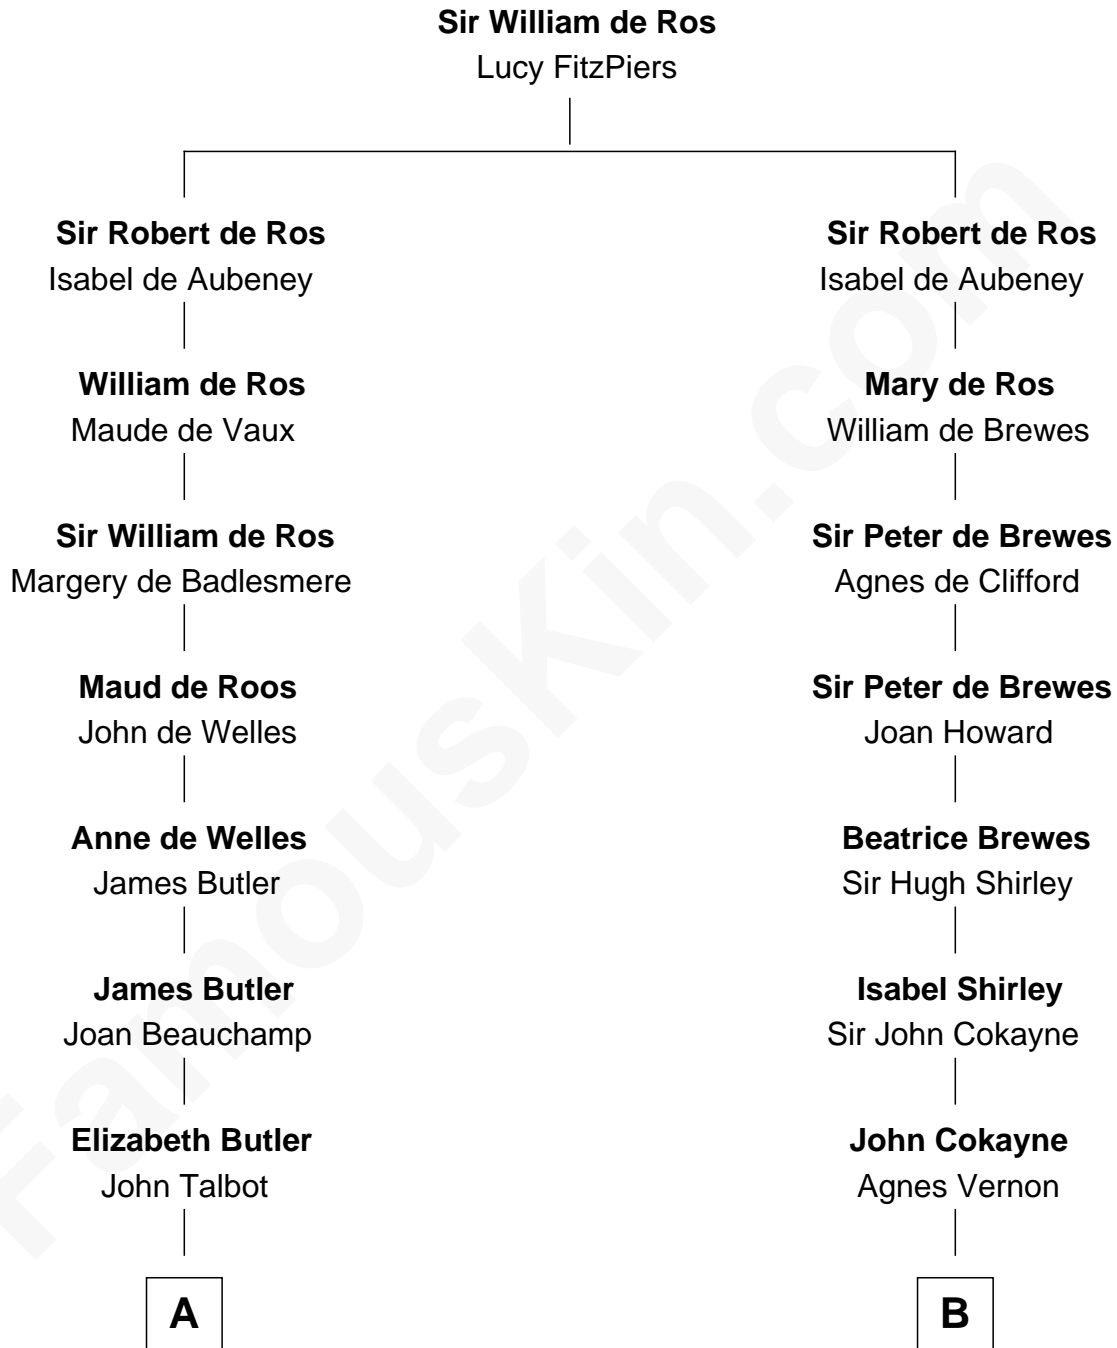 Sir William de Ros
Lucy FitzPiers
Sir Robert de Ros
Isabel de Aubeney
Sir Robert de Ros
Isabel de Aubeney
William de Ros
Maude de Vaux
Mary de Ros
William de Brewes
Sir William de Ros
Margery de Badlesmere
Sir Peter de Brewes
Agnes de Clifford
Maud de Roos
John de Welles
Sir Peter de Brewes
Joan Howard
Anne de Welles
James Butler
Beatrice Brewes
Sir Hugh Shirley
James Butler
Joan Beauchamp
Isabel Shirley
Sir John Cokayne
Elizabeth Butler
John Talbot
John Cokayne
Agnes Vernon
A
B
FamousKin.com